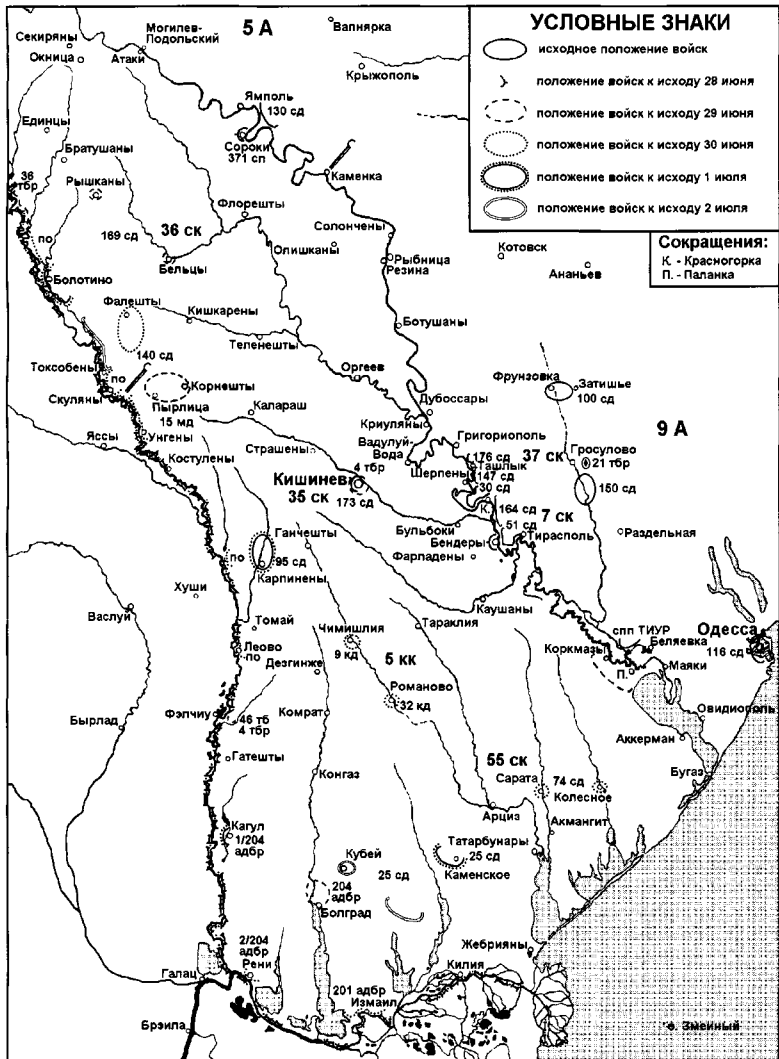 УСЛОВНЫЕ ЗНАКИ
исходное положение войск
положение войск к исходу 28 июня
положение войск к исходу 29 июня
положение войск к исходу 30 июня
положение войск к исходу 1 июля
положение войск к исходу 2 июля
Сокращения:
К. - Красногорка
П. - Паланка
5 А
Вапнярка
Могилев-
Подольский
Секиряны
Окница
Атаки
Крыжополь
Ямполь
130 сд
Сороки
371 сп
Единцы
Братушаны
Каменка
36
тбр
Рышканы
Флорешты
36 ск
Солончены
169 сд
по
Олишканы
Бельцы
Рыбница
Резина
Котовск
Ананьев
Болотино
Фалешты
Кишкарены
Ботушаны
Теленешты
140 сд
Токсобены
по
Оргеев
Фрунзовка
Затишье
100 сд
Корнешты
Скуляны
Пырлица
15 мд
Калараш
Дубоссары
Криуляны
9 А
Яссы
Унгены
Страшены
Вадулуй-
Вода
Григориополь
37 ск
Гросулово
21 тбр
Костулены
4 тбр
176 сд
Ташлык
147 сд
30 сд
Шерпены
Кишинев
35 ск
173 сд
150 сд
К.
164 сд
51 сд
7 ск
Тирасполь
Раздельная
Бульбоки
Бендеры
Ганчешты
по
95 сд
Карпинены
Фарладены
Хуши
Каушаны
Васлуй
Томай
Чимишлия
9 кд
Тараклия
спп ТИУР
Беляевка
Одесса
116 сд
Леово
по
Дезгинже
5 кк
Коркмазы
П.
Маяки
Романово
32 кд
Овидиополь
Фэлчиу
46 тб
4 тбр
Комрат
Бырлад
Аккерман
Гатешты
55 ск
Конгаз
Сарата
74 сд
Колесное
Бугаз
Арциз
Кагул
1/204
адбр
Акмангит
Татарбунары
Кубей
25 сд
25 сд
Каменское
204
адбр
Болград
2/204
адбр
Рени
Жебрияны
Галац
Килия
201 адбр
Измаил
Брэила
о. Змеиный